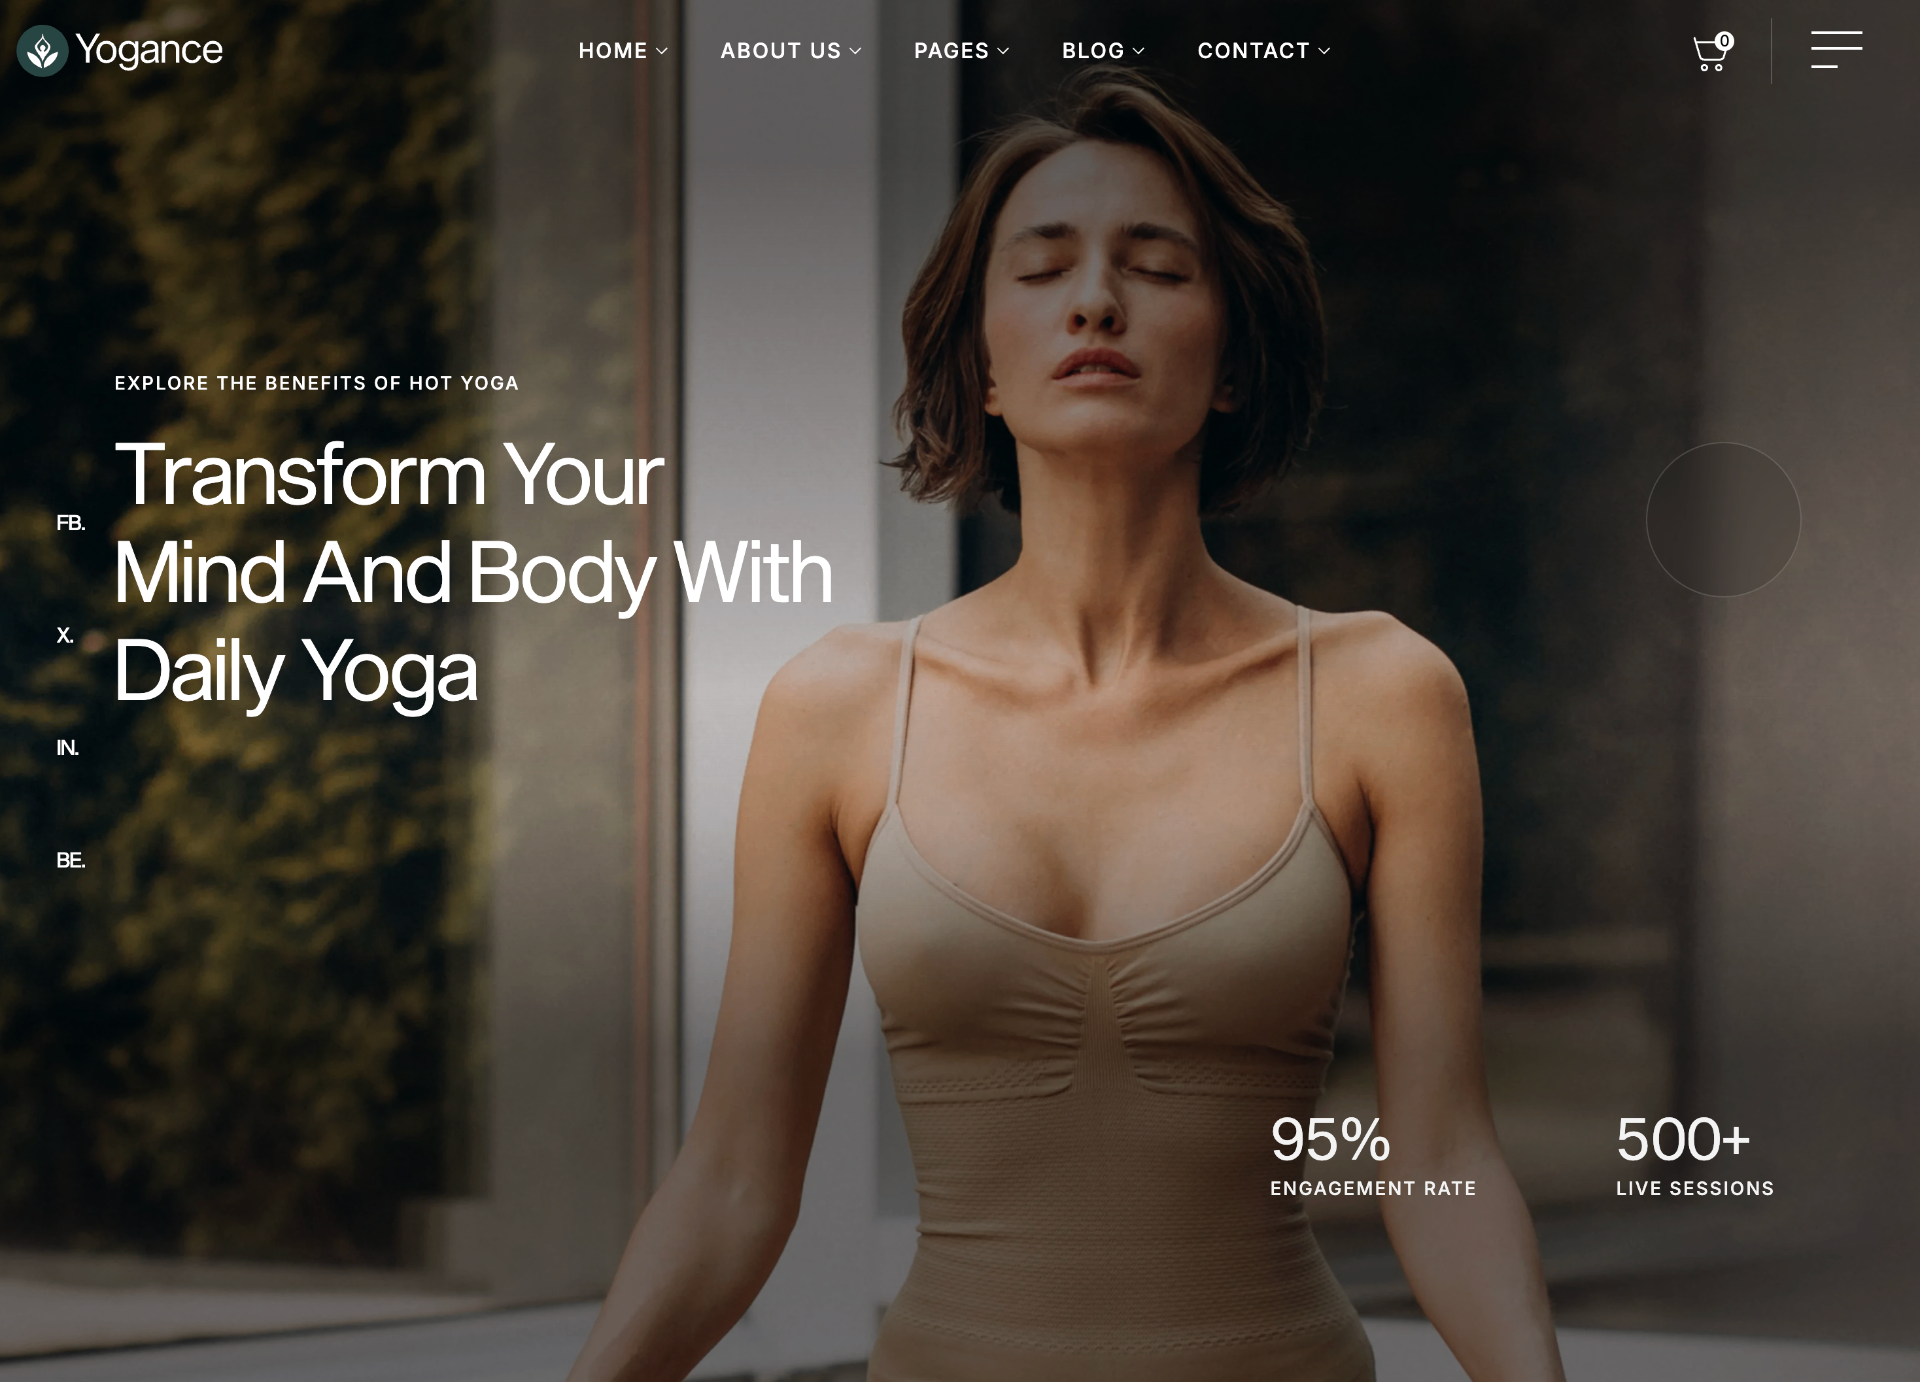 Yogance
HOME
ABOUT US
PAGES
BLOG
CONTACT
0
EXPLORE THE BENEFITS OF HOT YOGA
Transform Your
Mind And Body With
Daily Yoga
FB.
X.
IN.
BE.
95%
ENGAGEMENT RATE
500+
LIVE SESSIONS